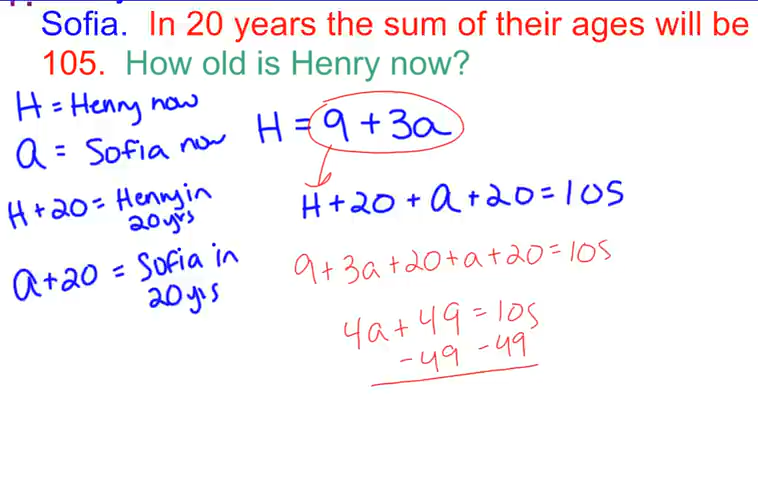 Sofia. In 20 years the sum of their ages will be
105. How old is Henry now?
H = Henry now
a = Sofia now
H = 9 + 3a
H + 20 = Henry in
20 yrs
H + 20 + a + 20 = 105
a + 20 = Sofia in
20 yrs
9 + 3a + 20 + a + 20 = 105
4a + 49 = 105
- 49 - 49